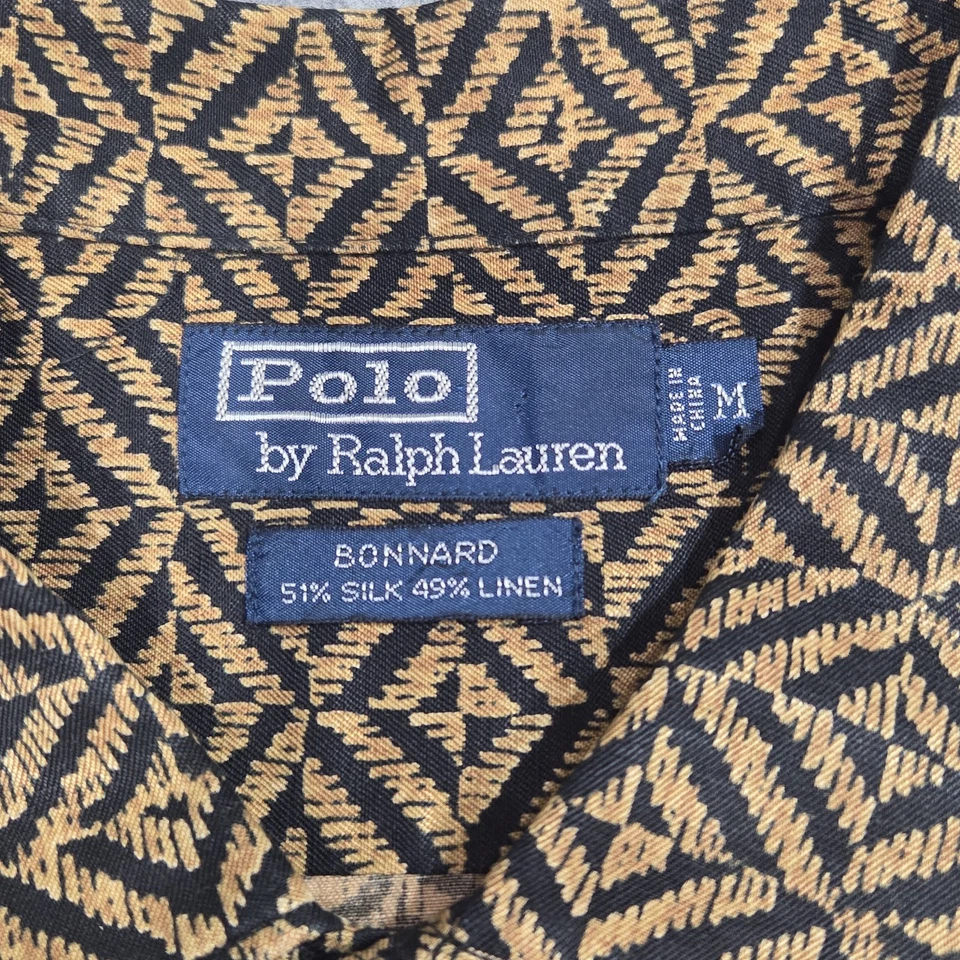 Polo
by Ralph Lauren
MADE IN
CHINA
M
BONNARD
51% SILK 49% LINEN